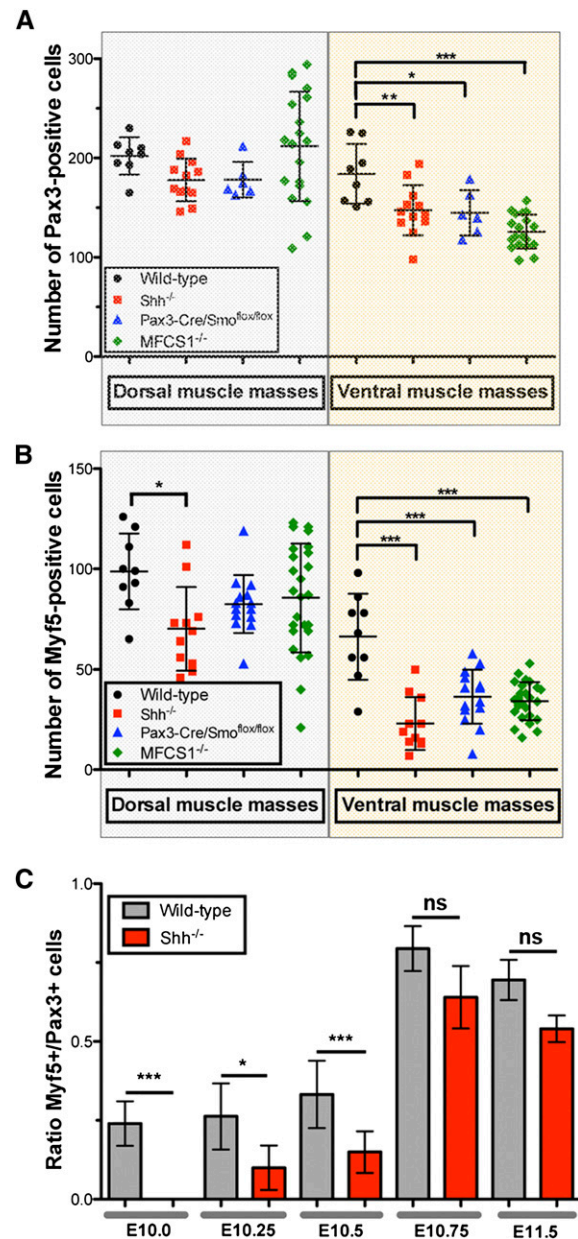 A
Number of Pax3-positive cells
300
200
100
0
***
*
**
Wild-type
Shh-/-
Pax3-Cre/Smoflox/flox
MFCS1-/-
Dorsal muscle masses
Ventral muscle masses
B
Number of Myf5-positive cells
150
100
50
0
*
***
***
***
Wild-type
Shh-/-
Pax3-Cre/Smoflox/flox
MFCS1-/-
Dorsal muscle masses
Ventral muscle masses
C
Ratio Myf5+/Pax3+ cells
1.0
0.5
0.0
Wild-type
Shh-/-
***
*
***
ns
ns
E10.0
E10.25
E10.5
E10.75
E11.5